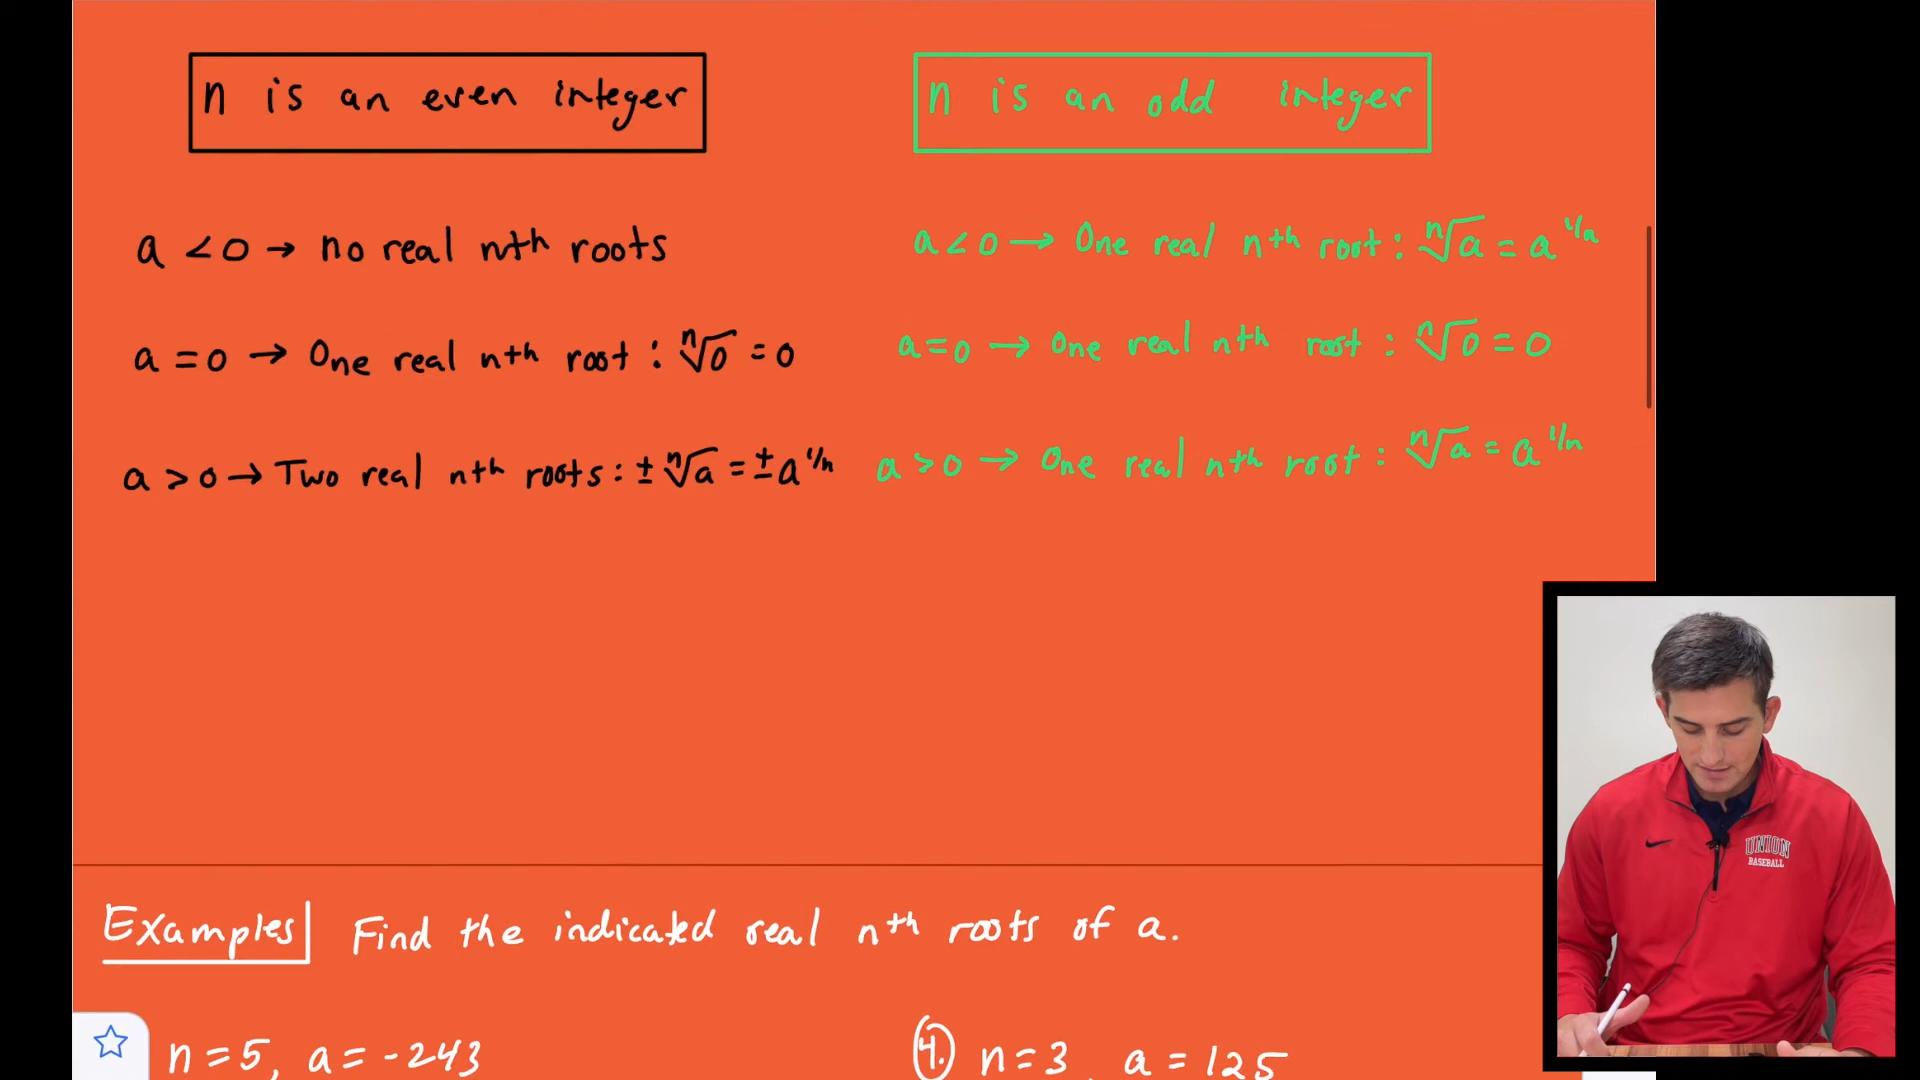 n is an even integer
a < 0 → no real nth roots
a = 0 → One real nth root : ⁿ√0 = 0
a > 0 → Two real nth roots : ± ⁿ√a = ± a^1/n
n is an odd integer
a < 0 → One real nth root : ⁿ√a = a^1/n
a = 0 → One real nth root : ⁿ√0 = 0
a > 0 → One real nth root : ⁿ√a = a^1/n
Examples Find the indicated real nth roots of a.
n = 5, a = -243
4. n = 3, a = 125
UNION
BASEBALL